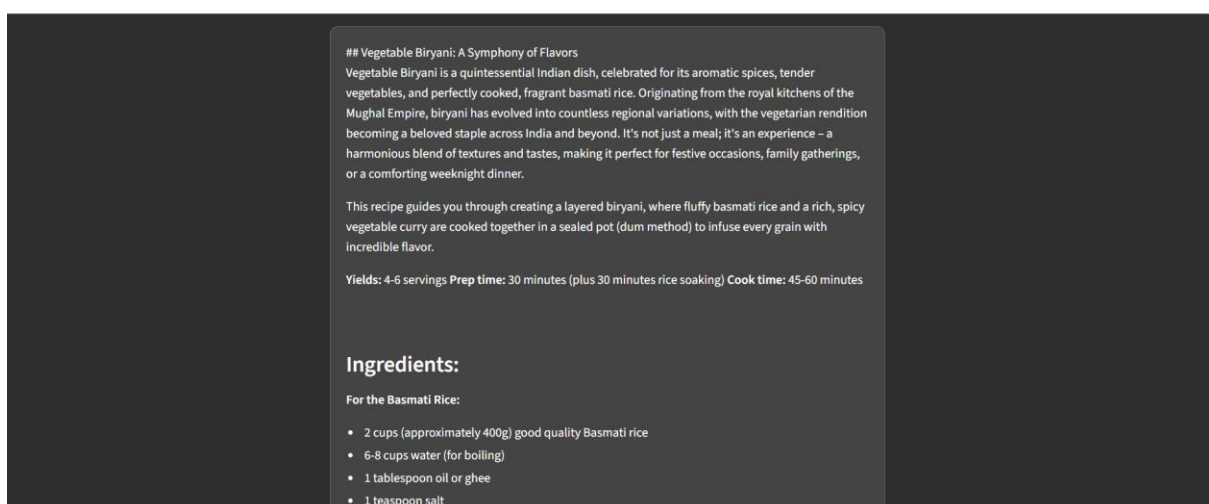 ## Vegetable Biryani: A Symphony of Flavors
Vegetable Biryani is a quintessential Indian dish, celebrated for its aromatic spices, tender
vegetables, and perfectly cooked, fragrant basmati rice. Originating from the royal kitchens of the
Mughal Empire, biryani has evolved into countless regional variations, with the vegetarian rendition
becoming a beloved staple across India and beyond. It's not just a meal; it's an experience – a
harmonious blend of textures and tastes, making it perfect for festive occasions, family gatherings,
or a comforting weeknight dinner.
This recipe guides you through creating a layered biryani, where fluffy basmati rice and a rich, spicy
vegetable curry are cooked together in a sealed pot (dum method) to infuse every grain with
incredible flavor.
Yields: 4-6 servings Prep time: 30 minutes (plus 30 minutes rice soaking) Cook time: 45-60 minutes
Ingredients:
For the Basmati Rice:
• 2 cups (approximately 400g) good quality Basmati rice
• 6-8 cups water (for boiling)
• 1 tablespoon oil or ghee
• 1 teaspoon salt